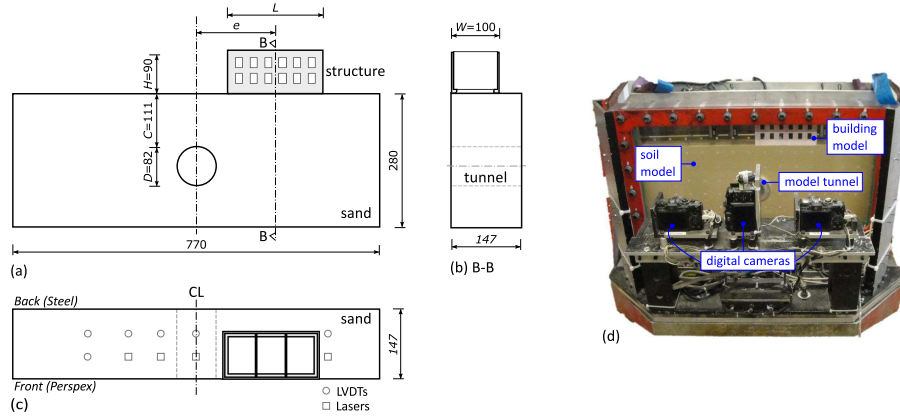 L
e
B
structure
H=90
C=111
D=82
280
sand
B
770
(a)
W=100
tunnel
147
(b) B-B
CL
Back (Steel)
sand
147
Front (Perspex)
LVDTs
Lasers
(c)
building
model
soil
model
model tunnel
digital cameras
(d)